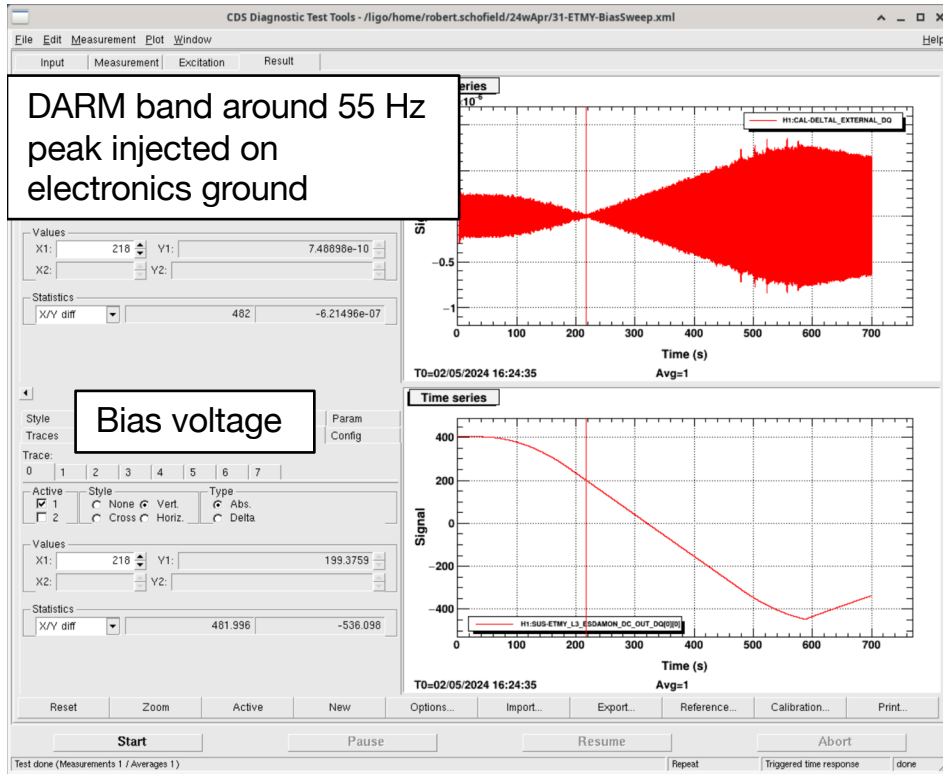 CDS Diagnostic Test Tools - /ligo/home/robert.schofield/24wApr/31-ETMY-BiasSweep.xml
File Edit Measurement Plot Window Help
Input Measurement Excitation Result
DARM band around 55 Hz
peak injected on
electronics ground
Values
X1: 218 Y1: 7.48898e-10
X2: Y2:
Statistics
X/Y diff 482 -6.21496e-07
H1:CAL-DELTAL_EXTERNAL_DQ
−0.5
−1
0 100 200 300 400 500 600 700
Time (s)
T0=02/05/2024 16:24:35 Avg=1
Bias voltage
Style Param
Traces Config
Trace:
0 1 2 3 4 5 6 7
Active Style Type
1 None Vert. Abs.
2 Cross Horiz. Delta
Values
X1: 218 Y1: 199.3759
X2: Y2:
Statistics
X/Y diff 481.996 -536.098
Time series
Signal
400
200
0
−200
−400
H1:SUS-ETMY_L3_ESDAMON_DC_OUT_DQ[0][0]
0 100 200 300 400 500 600 700
Time (s)
T0=02/05/2024 16:24:35 Avg=1
Reset Zoom Active New Options... Import... Export... Reference... Calibration... Print...
Start Pause Resume Abort
Test done (Measurements 1 / Averages 1) Repeat Triggered time response done